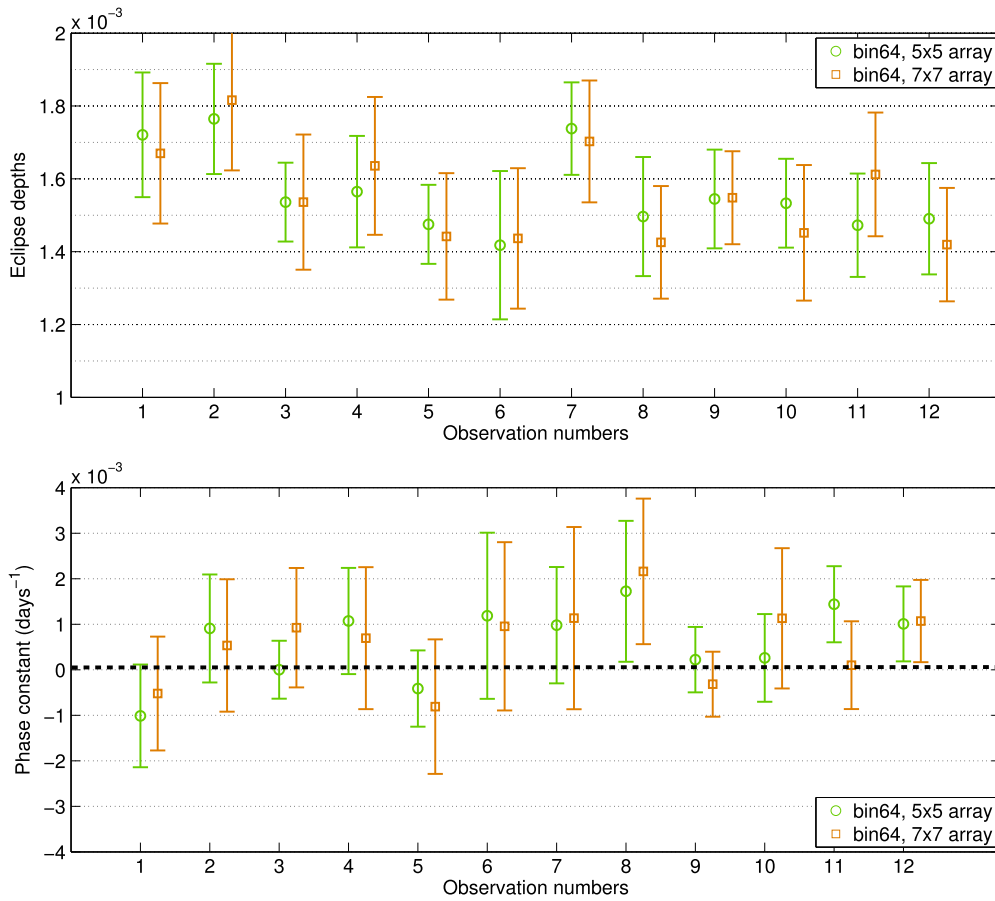 x 10⁻³
2
1.8
1.6
1.4
1.2
1
Eclipse depths
bin64, 5x5 array
bin64, 7x7 array
1 2 3 4 5 6 7 8 9 10 11 12
Observation numbers
x 10⁻³
4
3
2
1
0
−1
−2
−3
−4
Phase constant (days⁻¹)
bin64, 5x5 array
bin64, 7x7 array
1 2 3 4 5 6 7 8 9 10 11 12
Observation numbers